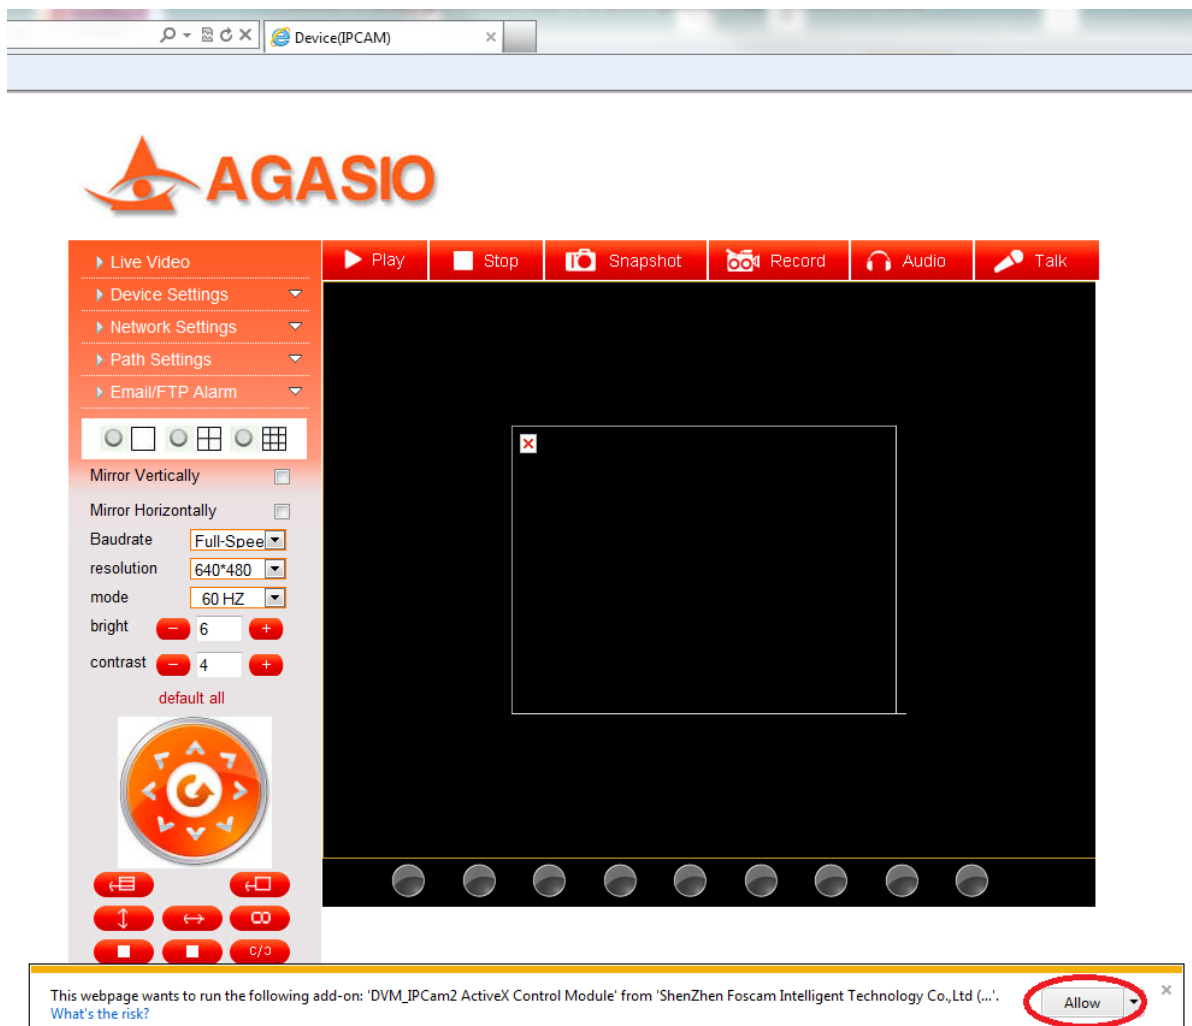 Device(IPCAM)
AGASIO
Live Video
Device Settings
Network Settings
Path Settings
Email/FTP Alarm
Play
Stop
Snapshot
Record
Audio
Talk
Mirror Vertically
Mirror Horizontally
Baudrate Full-Spee
resolution 640*480
mode 60 HZ
bright 6
contrast 4
default all
This webpage wants to run the following add-on: 'DVM_IPCam2 ActiveX Control Module' from 'ShenZhen Foscam Intelligent Technology Co.,Ltd (...'.
What's the risk?
Allow